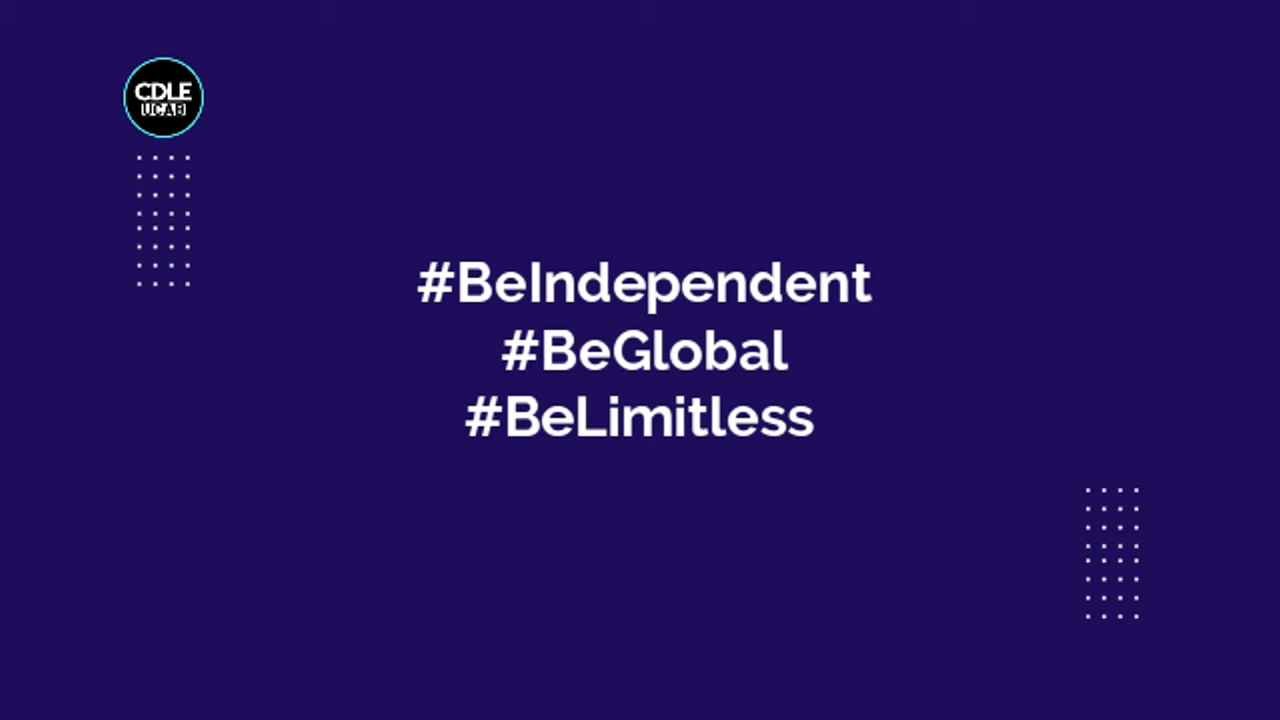 CDLE
UCAB
#BeIndependent
#BeGlobal
#BeLimitless